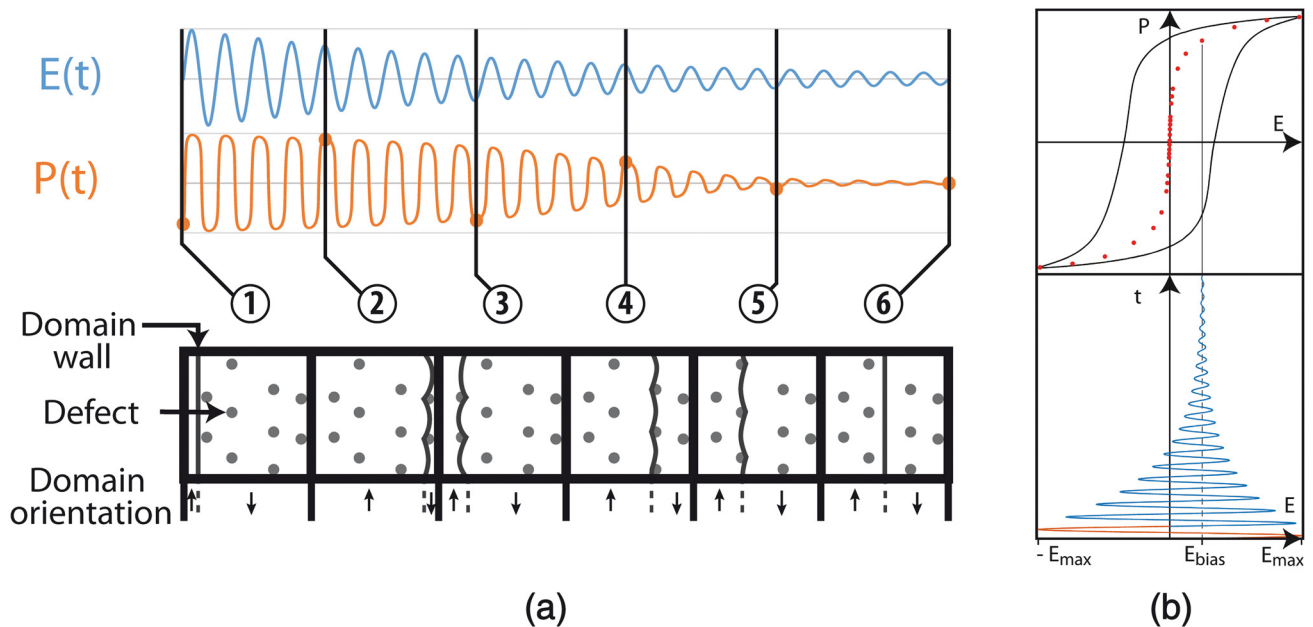 E(t)
P(t)
1 2 3 4 5 6
Domain
wall
Defect
Domain
orientation
(a)
P
E
t
E
- Emax Ebias Emax
(b)